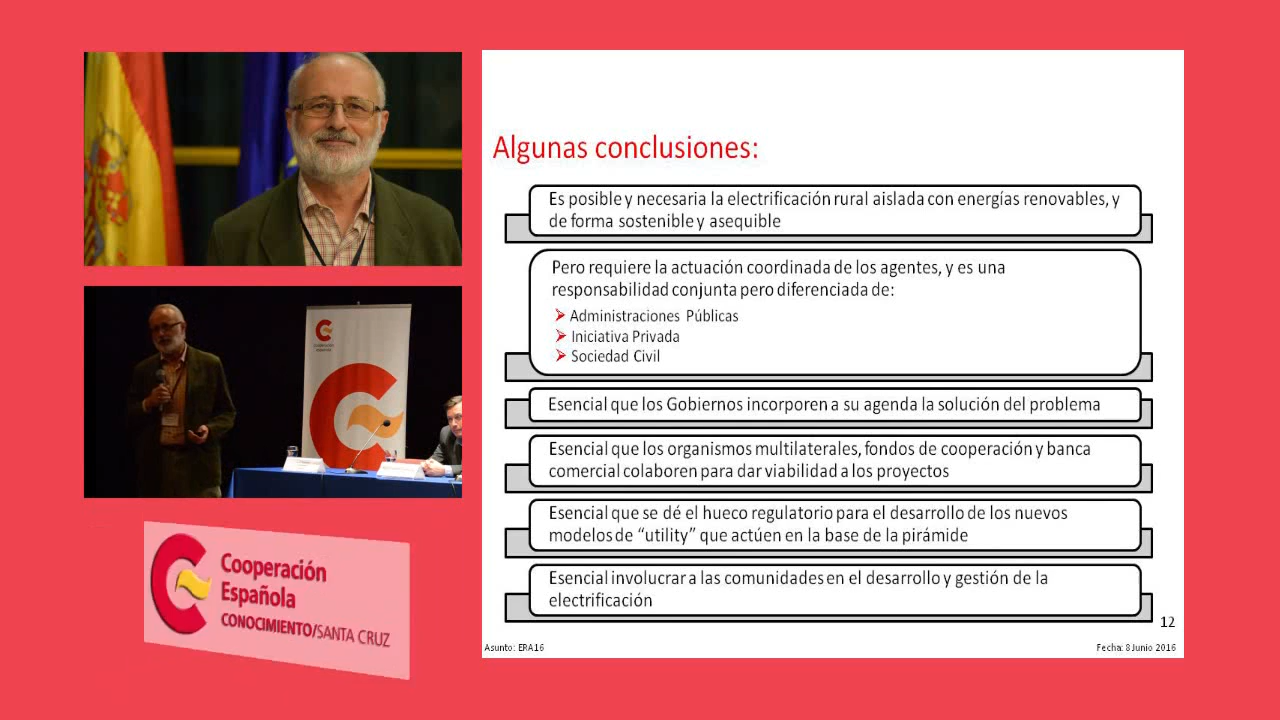 Algunas conclusiones:
Es posible y necesaria la electrificación rural aislada con energías renovables, y
de forma sostenible y asequible
Pero requiere la actuación coordinada de los agentes, y es una
responsabilidad conjunta pero diferenciada de:
Administraciones Públicas
Iniciativa Privada
Sociedad Civil
Esencial que los Gobiernos incorporen a su agenda la solución del problema
Esencial que los organismos multilaterales, fondos de cooperación y banca
comercial colaboren para dar viabilidad a los proyectos
Esencial que se dé el hueco regulatorio para el desarrollo de los nuevos
modelos de “utility” que actúen en la base de la pirámide
Esencial involucrar a las comunidades en el desarrollo y gestión de la
electrificación
12
Asunto: ERA16
Fecha: 8 Junio 2016
Cooperación
Española
CONOCIMIENTO/SANTA CRUZ